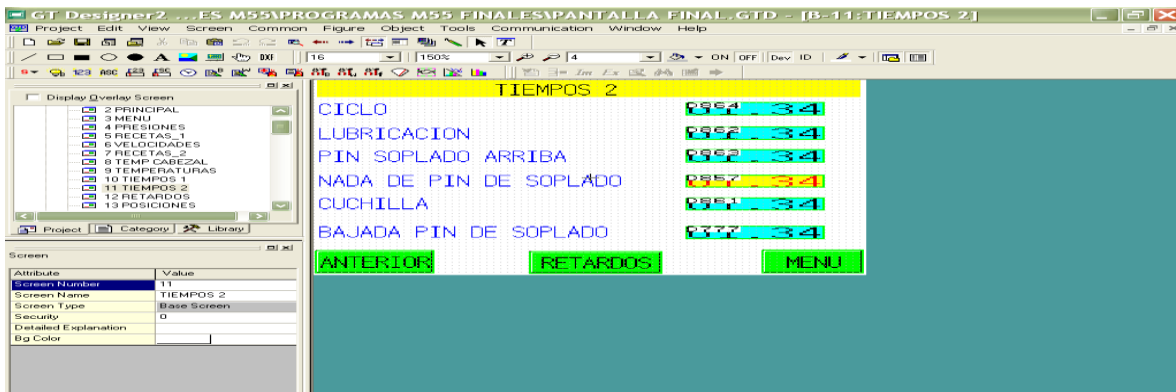 GT Designer2 ...ES M55\PROGRAMAS M55 FINALES\PANTALLA FINAL.GTD - [B-11:TIEMPOS 2]
Project Edit View Screen Common Figure Object Tools Communication Window Help
DXF 16 150% 4 ON OFF Dev ID
123 ASC
Display Overlay Screen
2 PRINCIPAL
3 MENU
4 PRESIONES
5 RECETAS_1
6 VELOCIDADES
7 RECETAS_2
8 TEMP CABEZAL
9 TEMPERATURAS
10 TIEMPOS 1
11 TIEMPOS 2
12 RETARDOS
13 POSICIONES
Project Category Library
Screen
Attribute Value
Screen Number 11
Screen Name TIEMPOS 2
Screen Type Base Screen
Security 0
Detailed Explanation
Bg Color
TIEMPOS 2
CICLO .34
LUBRICACION .34
PIN SOPLADO ARRIBA .34
NADA DE PIN DE SOPLADO .34
CUCHILLA .34
BAJADA PIN DE SOPLADO .34
ANTERIOR RETARDOS MENU